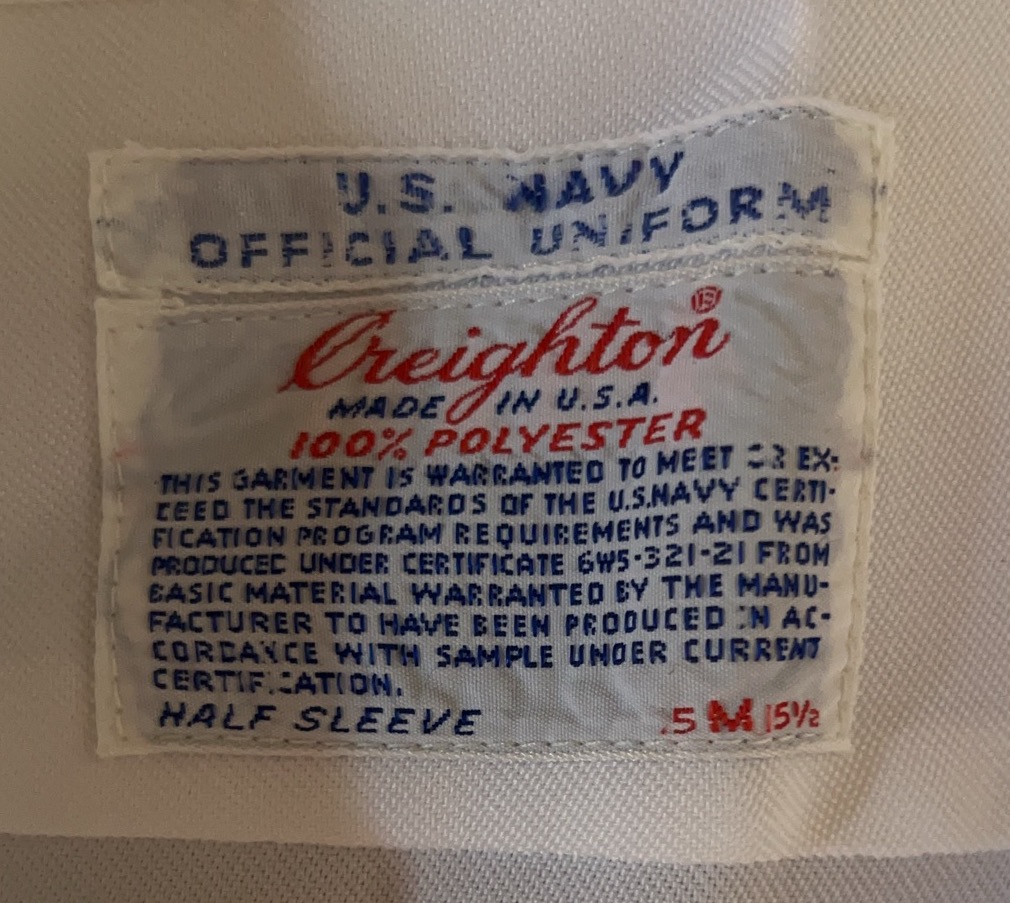 U.S. NAVY
OFFICIAL UNIFORM
Creighton®
MADE IN U.S.A.
100% POLYESTER
THIS GARMENT IS WARRANTED TO MEET OR EX-
CEED THE STANDARDS OF THE U.S.NAVY CERTI-
FICATION PROGRAM REQUIREMENTS AND WAS
PRODUCED UNDER CERTIFICATE 6W5-321-21 FROM
BASIC MATERIAL WARRANTED BY THE MANU-
FACTURER TO HAVE BEEN PRODUCED IN AC-
CORDANCE WITH SAMPLE UNDER CURRENT
CERTIFICATION.
HALF SLEEVE M 15½